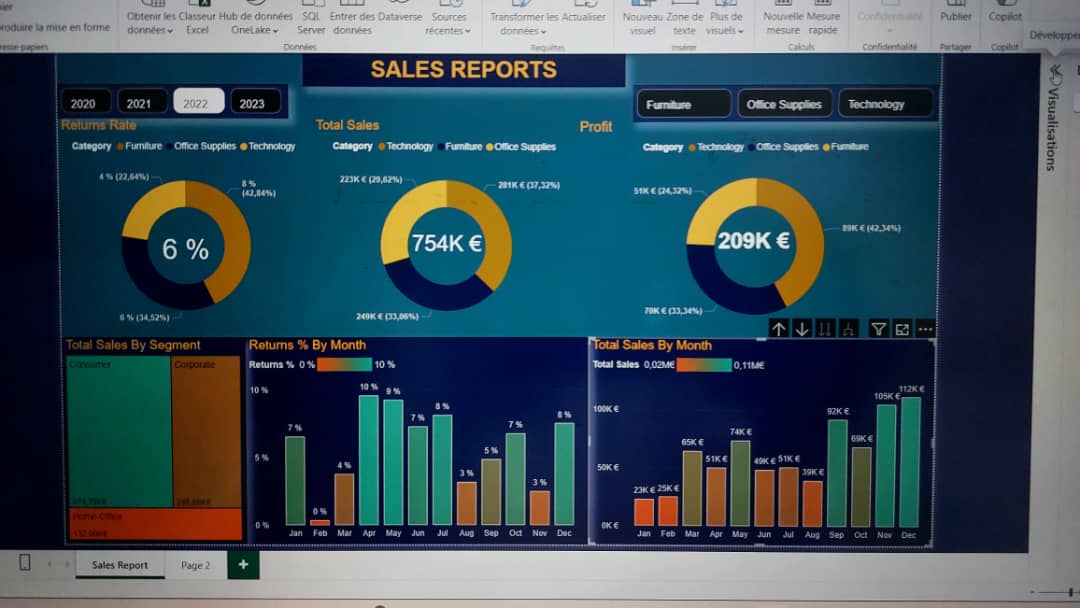 Obtenir les Classeur Hub de données SQL Entrer des Dataverse Sources Transformer les Actualiser Nouveau Zone de Plus de Nouvelle Mesure Confidentialité Publier Copilot
roduire la mise en forme données Excel OneLake Server données récentes données visuel texte visuels mesure rapide
Développer
esse-papiers Données Requêtes Insérer Calculs Confidentialité Partager Copilot
Visualisations
SALES REPORTS
2020 2021 2022 2023
Furniture Office Supplies Technology
Returns Rate
Category Furniture Office Supplies Technology
4 % (22,64%)
8 %
(42,84%)
6 %
6 % (34,52%)
Total Sales
Category Technology Furniture Office Supplies
223K € (29,62%)
281K € (37,32%)
754K €
249K € (33,06%)
Profit
Category Technology Office Supplies Furniture
51K € (24,32%)
89K € (42,34%)
209K €
70K € (33,34%)
Total Sales By Segment
Consumer Corporate
Home Office
Returns % By Month
Returns % 0 % 10 %
10 %
5 %
0 %
7 % 0 % 4 % 10 % 9 % 7 % 8 % 3 % 5 % 7 % 3 % 8 %
Jan Feb Mar Apr May Jun Jul Aug Sep Oct Nov Dec
Total Sales By Month
Total Sales 0,02M€ 0,11M€
100K €
50K €
0K €
23K € 25K € 65K € 51K € 74K € 49K € 51K € 39K € 92K € 69K € 105K € 112K €
Jan Feb Mar Apr May Jun Jul Aug Sep Oct Nov Dec
Sales Report Page 2 +